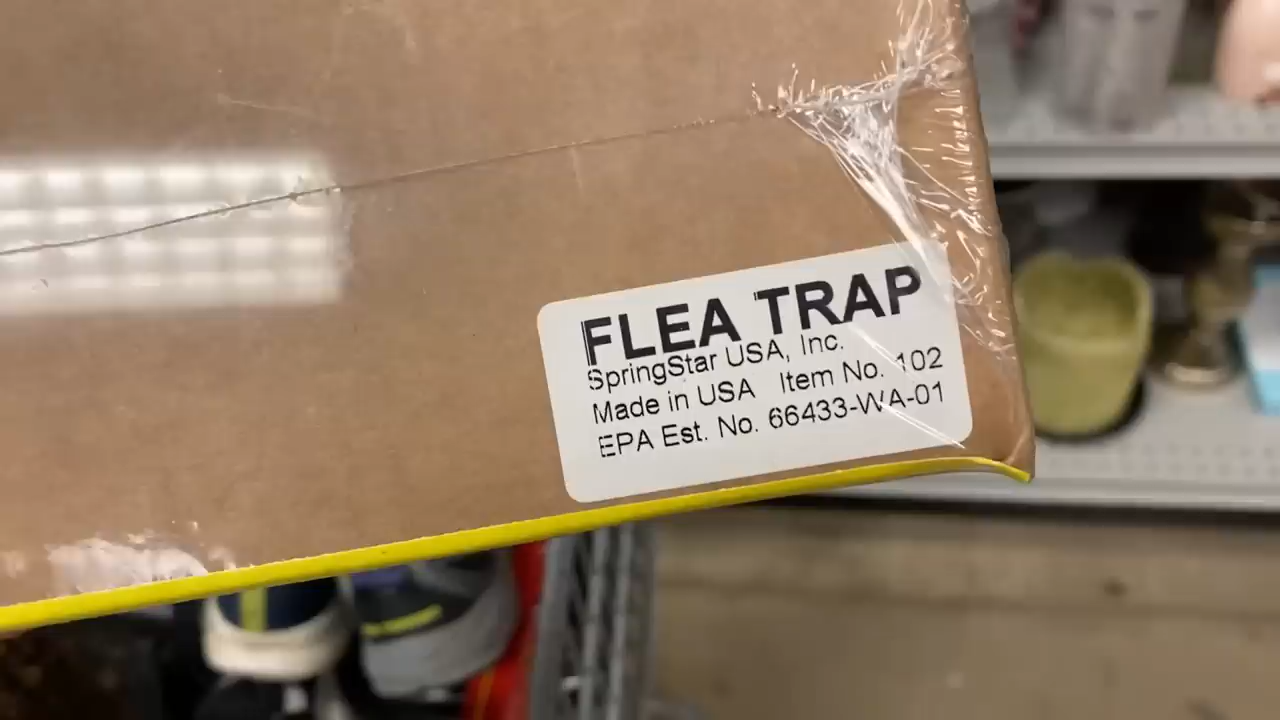 FLEA TRAP
SpringStar USA, Inc.
Made in USA Item No. 102
EPA Est. No. 66433-WA-01